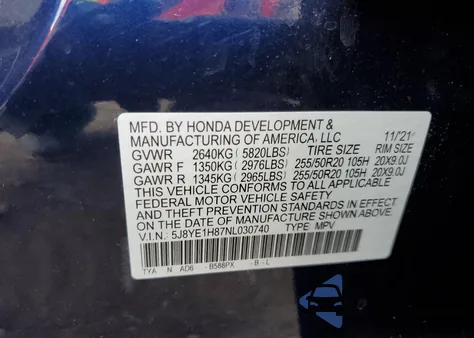 MFD. BY HONDA DEVELOPMENT &
MANUFACTURING OF AMERICA, LLC 11/21
GVWR 2640KG ( 5820LBS) TIRE SIZE RIM SIZE
GAWR F 1350KG ( 2976LBS) 255/50R20 105H 20X9.0J
GAWR R 1345KG ( 2965LBS) 255/50R20 105H 20X9.0J
THIS VEHICLE CONFORMS TO ALL APPLICABLE
FEDERAL MOTOR VEHICLE SAFETY STANDARDS IN EFFECT
ON THE DATE OF MANUFACTURE SHOWN ABOVE.
V.I.N.: 5J8YE1H87NL030740 TYPE: MPV
TYA N AD6 B588PX -B-L